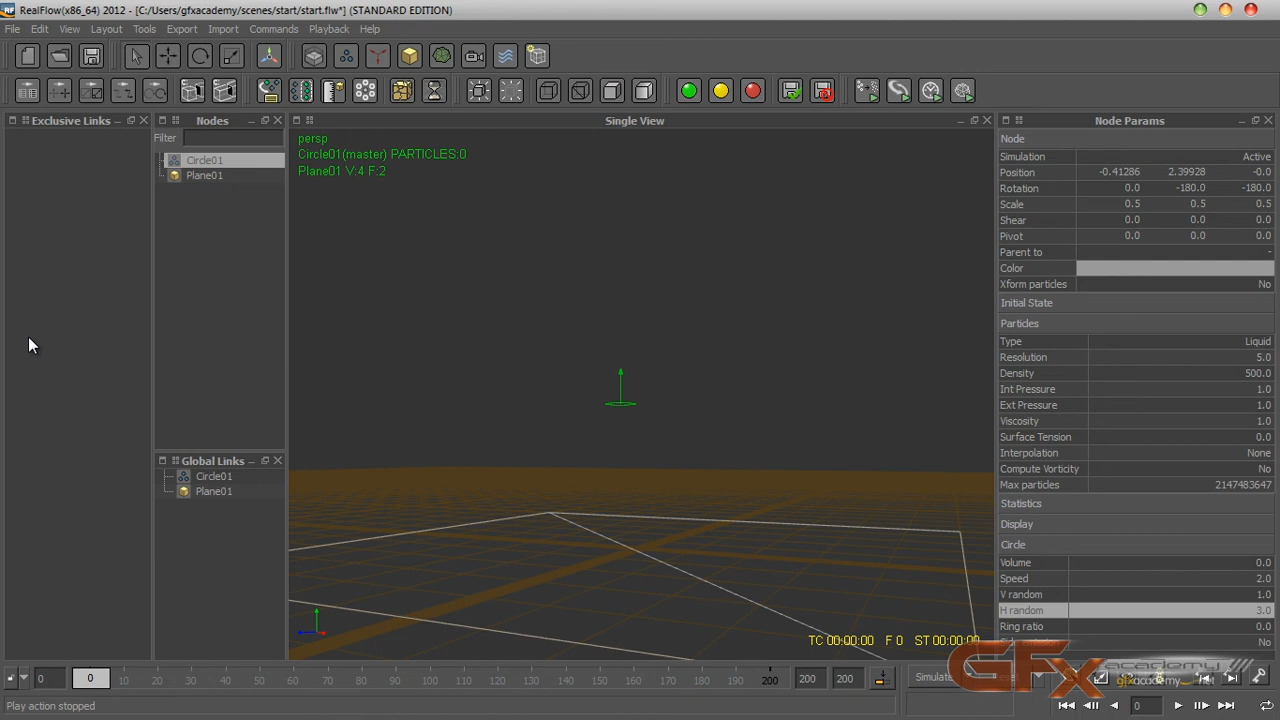 RealFlow(x86_64) 2012 - [C:/Users/gfxacademy/scenes/start/start.flw*] (STANDARD EDITION)
File Edit View Layout Tools Export Import Commands Playback Help
Exclusive Links
Nodes
Filter
Circle01
Plane01
Global Links
Circle01
Plane01
Single View
persp
Circle01(master) PARTICLES:0
Plane01 V:4 F:2
TC 00:00:00 F 0 ST 00:00:00
Node Params
Node
Simulation Active
Position -0.41286 2.39928 -0.0
Rotation 0.0 -180.0 -180.0
Scale 0.5 0.5 0.5
Shear 0.0 0.0 0.0
Pivot 0.0 0.0 0.0
Parent to -
Color
Xform particles No
Initial State
Particles
Type Liquid
Resolution 5.0
Density 500.0
Int Pressure 1.0
Ext Pressure 1.0
Viscosity 1.0
Surface Tension 0.0
Interpolation None
Compute Vorticity No
Max particles 2147483647
Statistics
Display
Circle
Volume 0.0
Speed 2.0
V random 1.0
H random 3.0
Ring ratio 0.0
No
0 0 10 20 30 40 50 60 70 80 90 100 110 120 130 140 150 160 170 180 190 200 200 200
Simulate
GFX academy
gfxacademy.net
Play action stopped
0